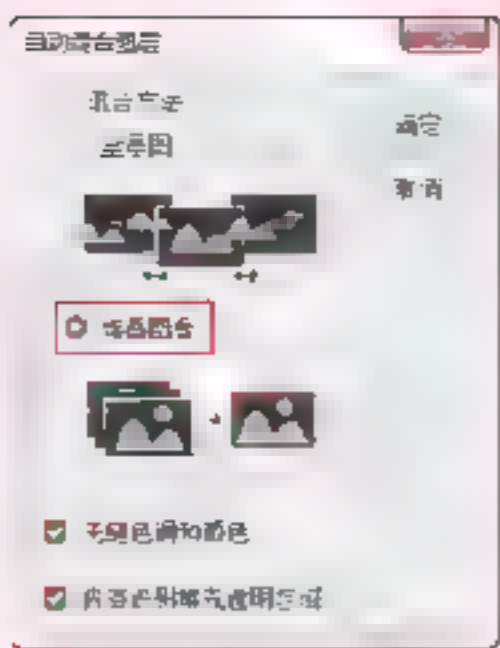 自动混合图层
混合方法
确定
全景图
取消
堆叠图像
无缝色调和颜色
内容识别填充透明区域